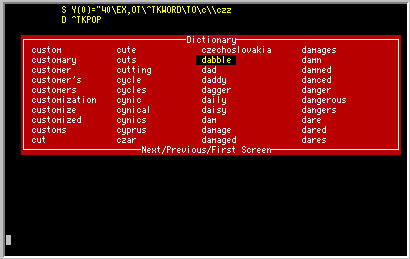 S Y(0)="40\EX,OT\^TKWORD\TO\c\\czz
D ^TKPOP
Dictionary
custom cute czechoslovakia damages
customary cuts dabble damn
customer cutting dad damned
customer's cycle daddy danced
customers cycles dagger danger
customization cynic daily dangerous
customize cynical daisy dangers
customized cynics dam dare
customs cyprus damage dared
cut czar damaged dares
Next/Previous/First Screen